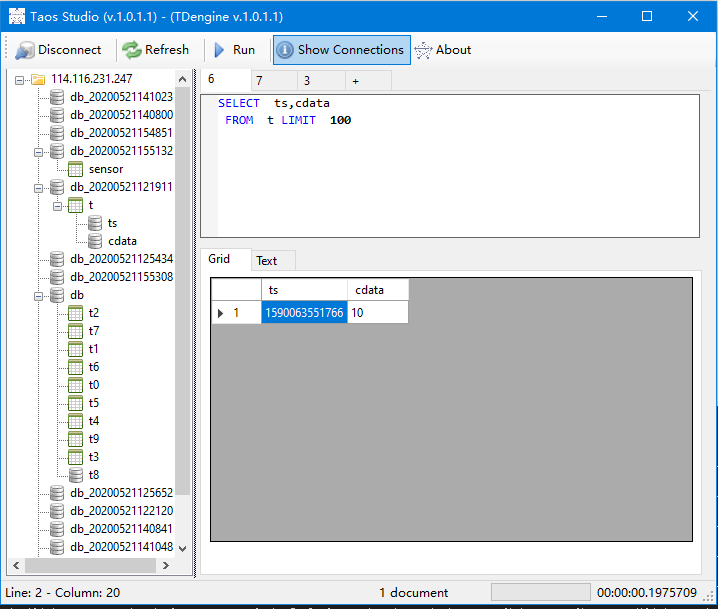 Taos Studio (v.1.0.1.1) - (TDengine v.1.0.1.1)
Disconnect Refresh Run Show Connections About
114.116.231.247
db_20200521141023
db_20200521140800
db_20200521154851
db_20200521155132
sensor
db_20200521121911
t
ts
cdata
db_20200521125434
db_20200521155308
db
t2
t7
t1
t6
t0
t5
t4
t9
t3
t8
db_20200521125652
db_20200521122120
db_20200521140841
db_20200521141048
6 7 3 +
SELECT ts,cdata
FROM t LIMIT 100
Grid Text
ts cdata
1 1590063551766 10
Line: 2 - Column: 20 1 document 00:00:00.1975709